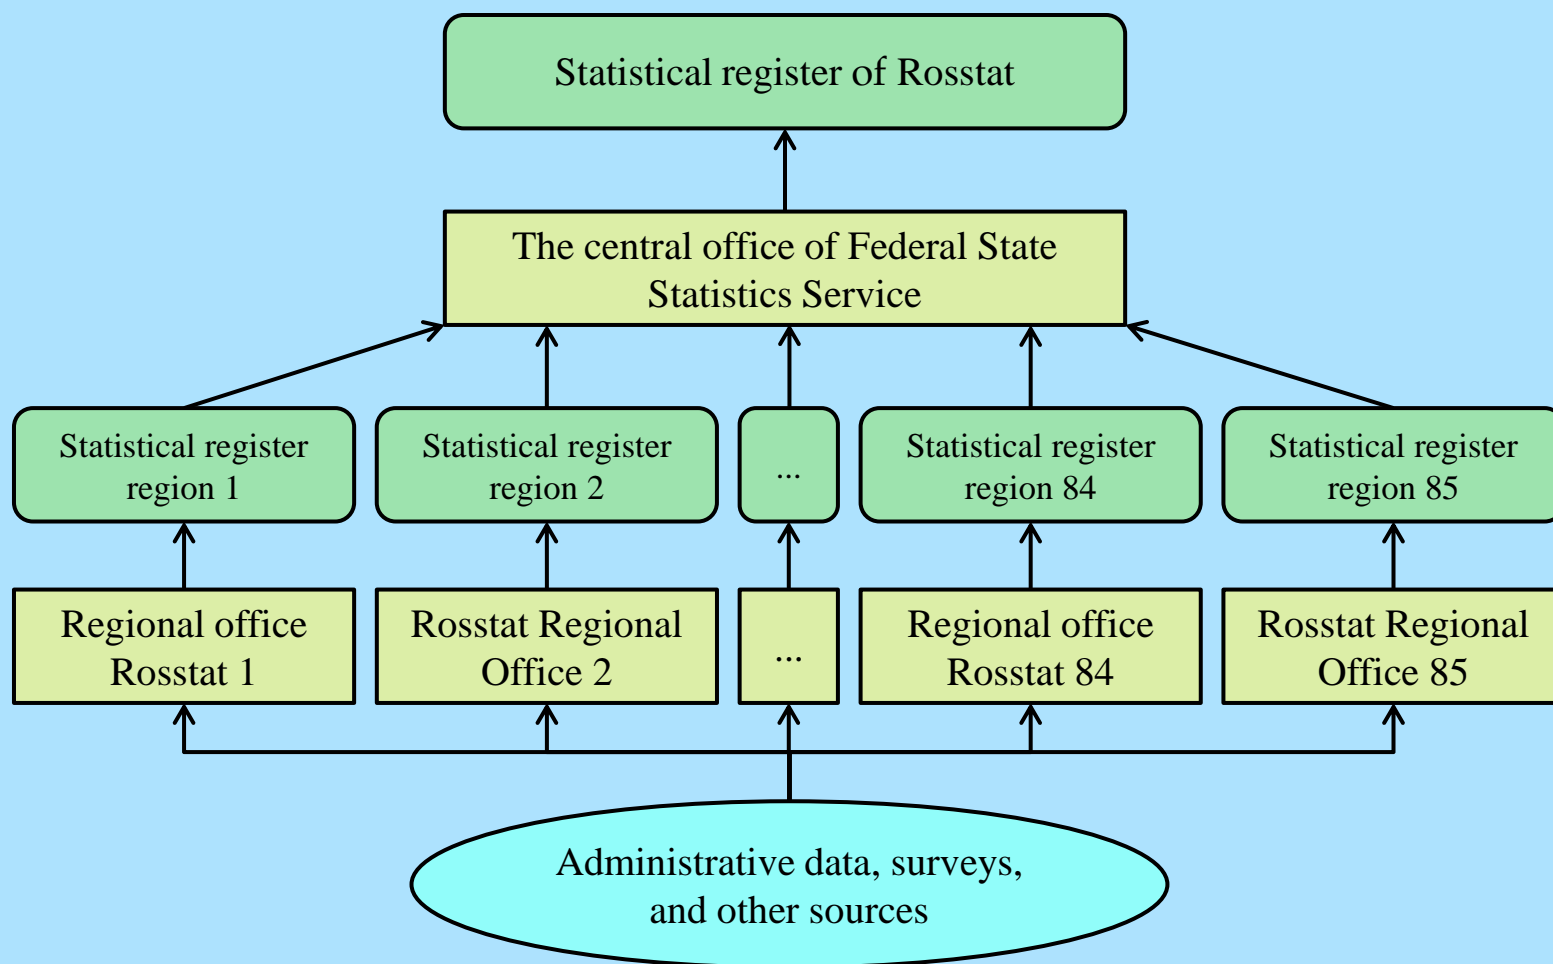 Statistical register of Rosstat
The central office of Federal State
Statistics Service
Statistical register
region 1
Statistical register
region 2
...
Statistical register
region 84
Statistical register
region 85
Regional office
Rosstat 1
Rosstat Regional
Office 2
...
Regional office
Rosstat 84
Rosstat Regional
Office 85
Administrative data, surveys,
and other sources